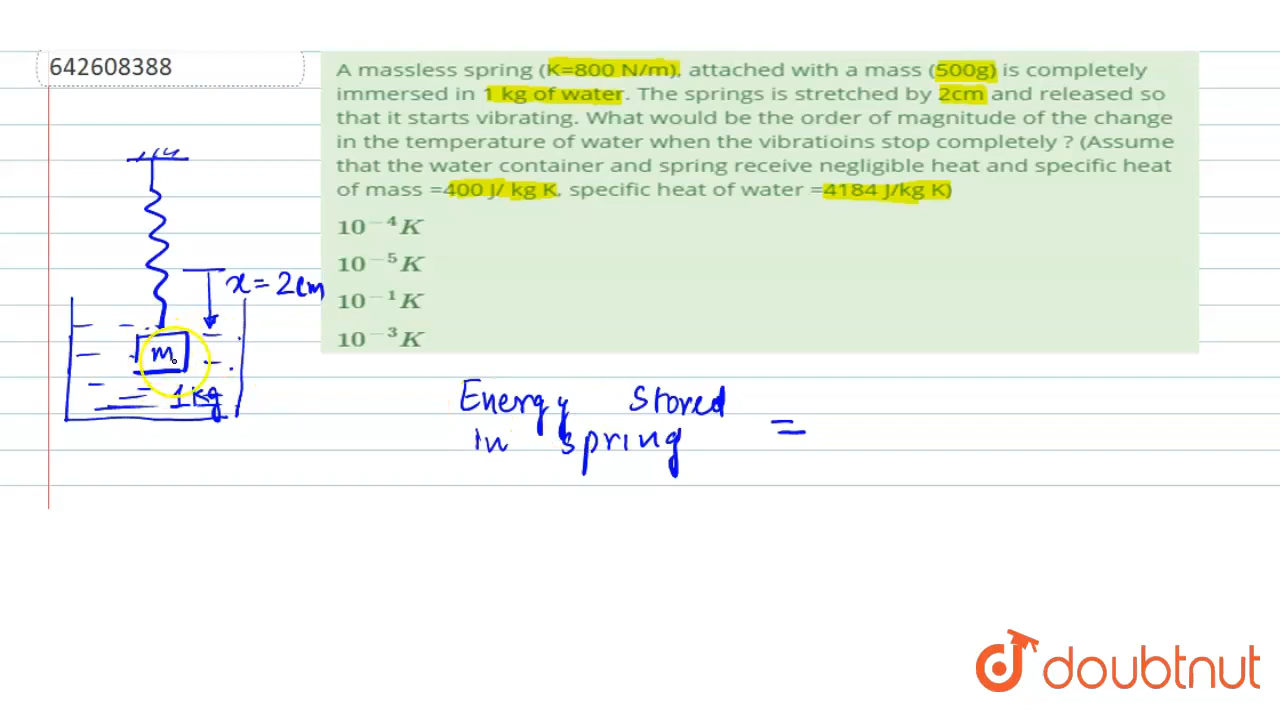 642608388
A massless spring (K=800 N/m), attached with a mass (500g) is completely
immersed in 1 kg of water. The springs is stretched by 2cm and released so
that it starts vibrating. What would be the order of magnitude of the change
in the temperature of water when the vibratioins stop completely ? (Assume
that the water container and spring receive negligible heat and specific heat
of mass =400 J/ kg K, specific heat of water =4184 J/kg K)
10⁻⁴K
10⁻⁵K
10⁻¹K
10⁻³K
x = 2cm
m
1kg
Energy stored
in spring =
doubtnut